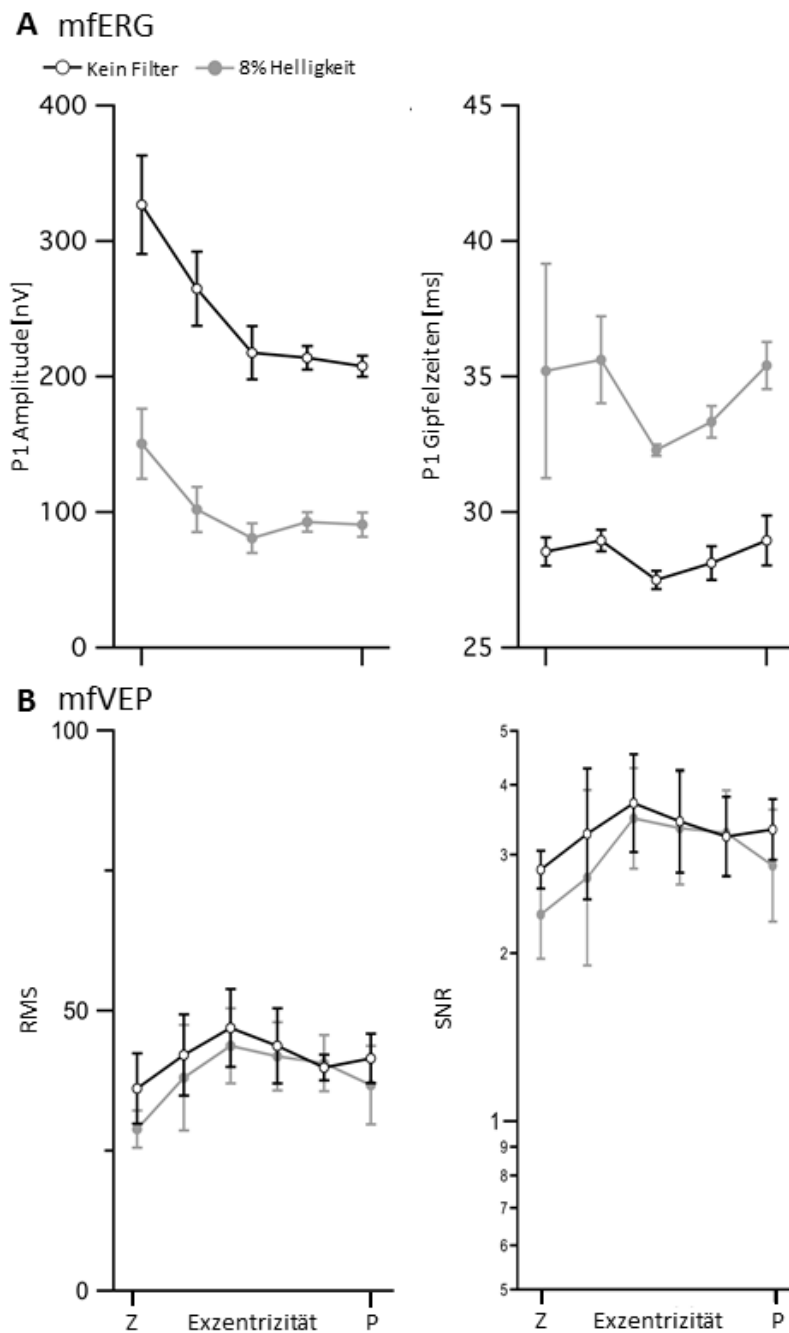 A mfERG
Kein Filter 8% Helligkeit
400
300
200
100
0
P1 Amplitude[nV]
45
40
35
30
25
P1 Gipfelzeiten[ms]
B mfVEP
100
50
0
RMS
5
4
3
2
1
9
8
7
6
5
SNR
Z Exzentrizität P
Z Exzentrizität P